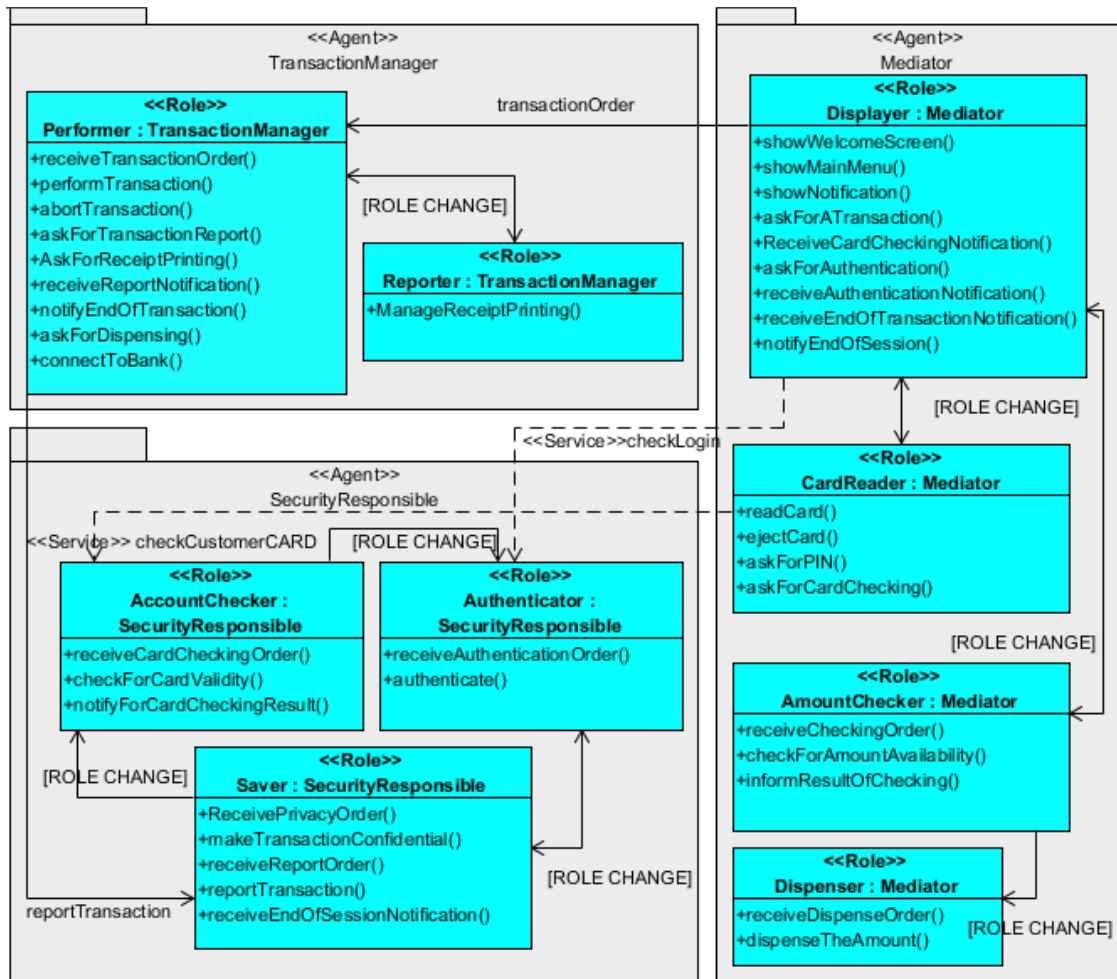 <<Agent>>
TransactionManager
<<Role>>
Performer : TransactionManager
+receiveTransactionOrder()
+performTransaction()
+abortTransaction()
+askForTransactionReport()
+AskForReceiptPrinting()
+receiveReportNotification()
+notifyEndOfTransaction()
+askForDispensing()
+connectToBank()
transactionOrder
[ROLE CHANGE]
<<Role>>
Reporter : TransactionManager
+ManageReceiptPrinting()
<<Agent>>
Mediator
<<Role>>
Displayer : Mediator
+showWelcomeScreen()
+showMainMenu()
+showNotification()
+askForATransaction()
+ReceiveCardCheckingNotification()
+askForAuthentication()
+receiveAuthenticationNotification()
+receiveEndOfTransactionNotification()
+notifyEndOfSession()
[ROLE CHANGE]
<<Service>>checkLogin
<<Role>>
CardReader : Mediator
+readCard()
+ejectCard()
+askForPIN()
+askForCardChecking()
[ROLE CHANGE]
<<Role>>
AmountChecker : Mediator
+receiveCheckingOrder()
+checkForAmountAvailability()
+informResultOfChecking()
<<Role>>
Dispenser : Mediator
+receiveDispenseOrder()
+dispenseTheAmount()
[ROLE CHANGE]
<<Agent>>
SecurityResponsible
<<Service>> checkCustomerCARD
[ROLE CHANGE]
<<Role>>
AccountChecker :
SecurityResponsible
+receiveCardCheckingOrder()
+checkForCardValidity()
+notifyForCardCheckingResult()
<<Role>>
Authenticator :
SecurityResponsible
+receiveAuthenticationOrder()
+authenticate()
[ROLE CHANGE]
<<Role>>
Saver : SecurityResponsible
+ReceivePrivacyOrder()
+makeTransactionConfidential()
+receiveReportOrder()
+reportTransaction()
+receiveEndOfSessionNotification()
[ROLE CHANGE]
reportTransaction